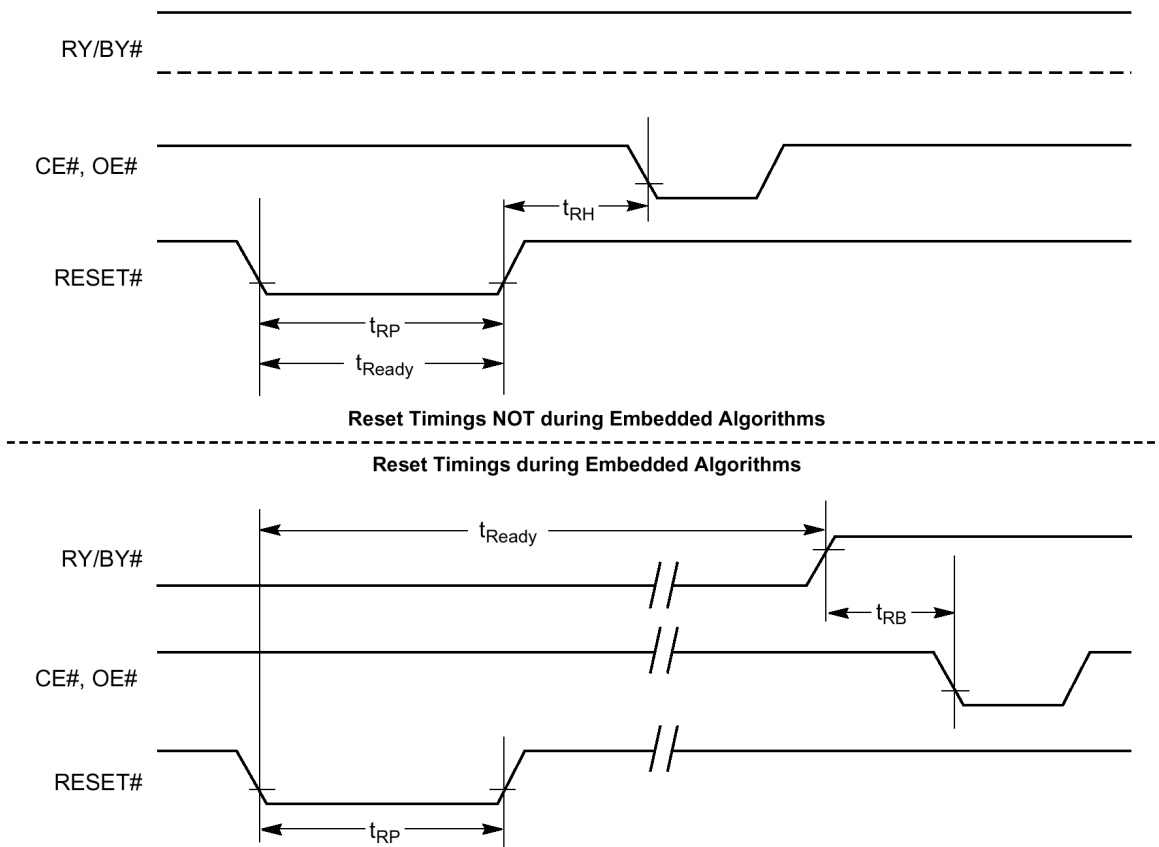 RY/BY#
CE#, OE#
tRH
RESET#
tRP
tReady
Reset Timings NOT during Embedded Algorithms
Reset Timings during Embedded Algorithms
tReady
RY/BY#
tRB
CE#, OE#
RESET#
tRP